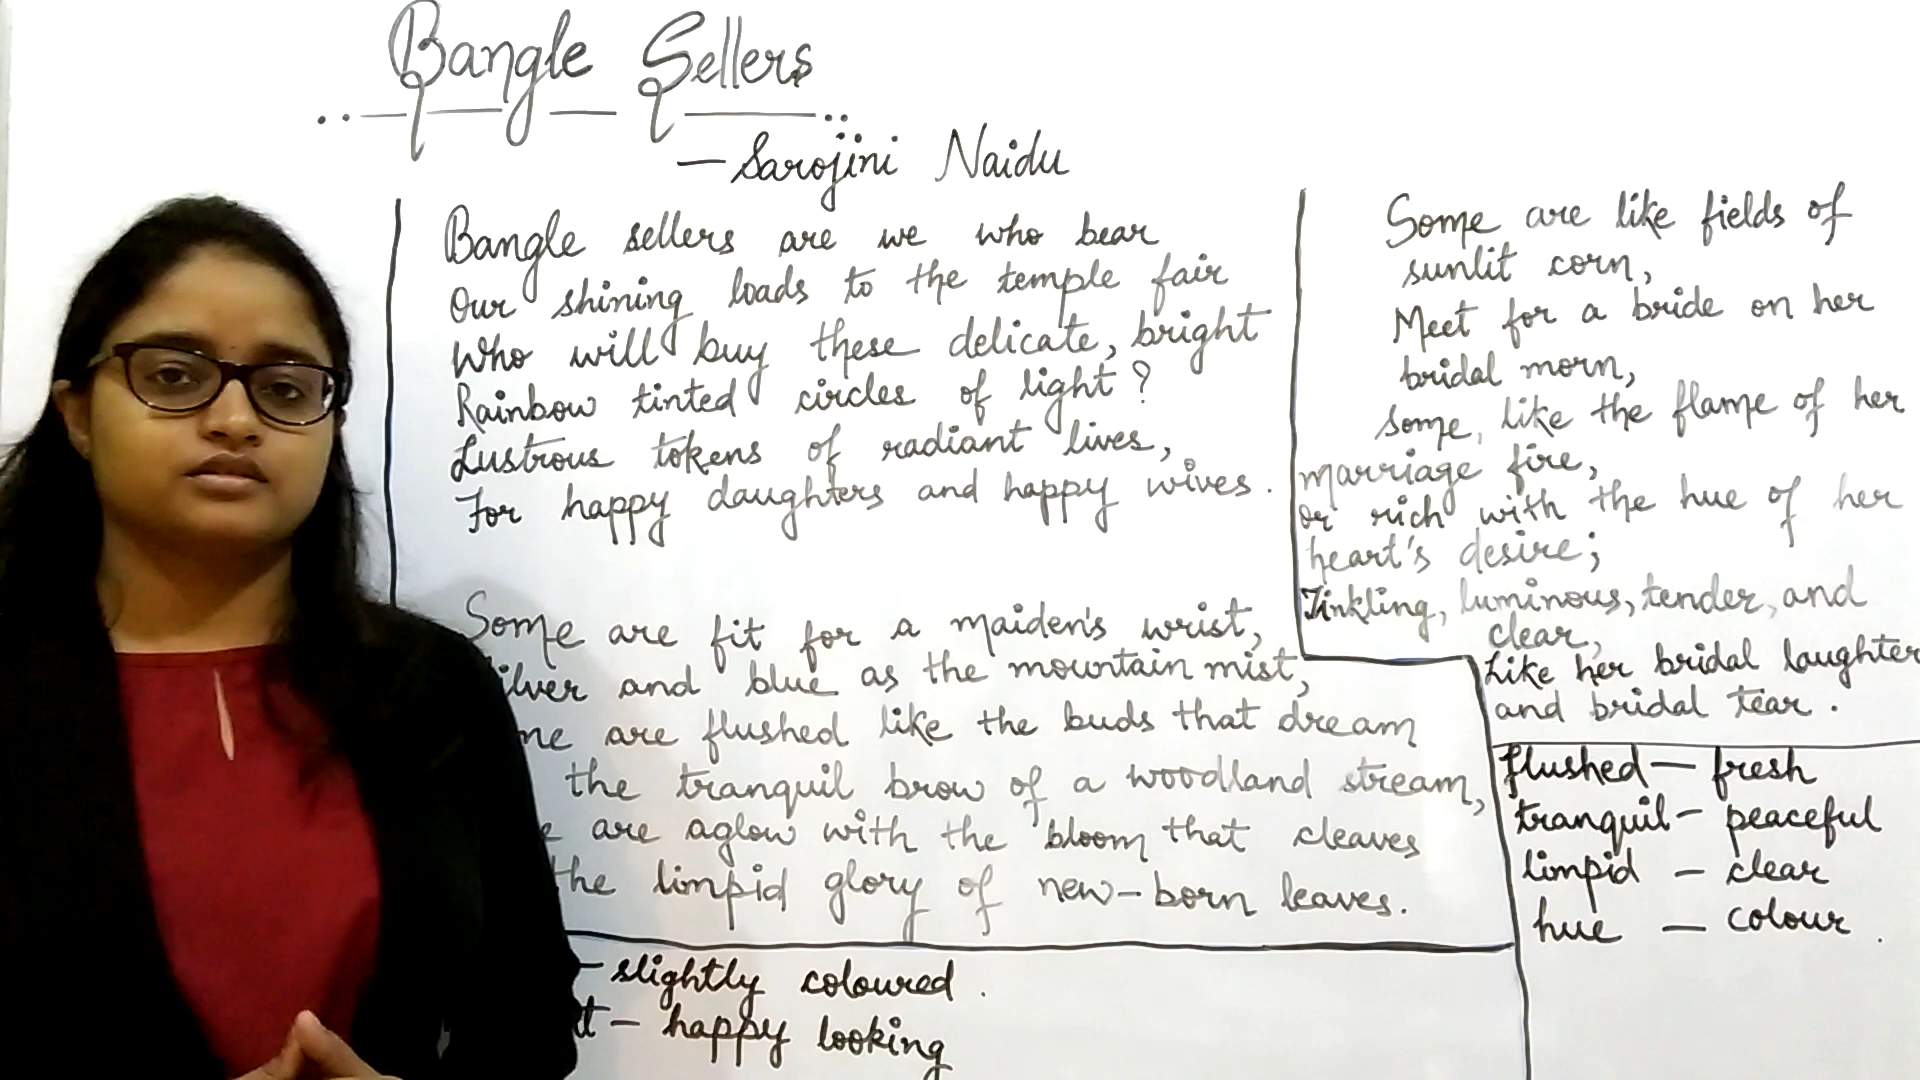 Bangle Sellers
— Sarojini Naidu
Bangle sellers are we who bear
Our shining loads to the temple fair
Who will buy these delicate, bright
Rainbow tinted circles of light?
Lustrous tokens of radiant lives,
For happy daughters and happy wives.
Some are fit for a maiden's wrist,
ilver and blue as the mountain mist,
me are flushed like the buds that dream
the tranquil brow of a woodland stream,
e are aglow with the bloom that cleaves
the limpid glory of new-born leaves.
— slightly coloured.
t — happy looking
Some are like fields of
sunlit corn,
Meet for a bride on her
bridal morn,
some, like the flame of her
marriage fire,
or rich with the hue of her
heart's desire;
Tinkling, luminous, tender, and
clear,
Like her bridal laughter
and bridal tear.
flushed — fresh
tranquil — peaceful
limpid — clear
hue — colour.